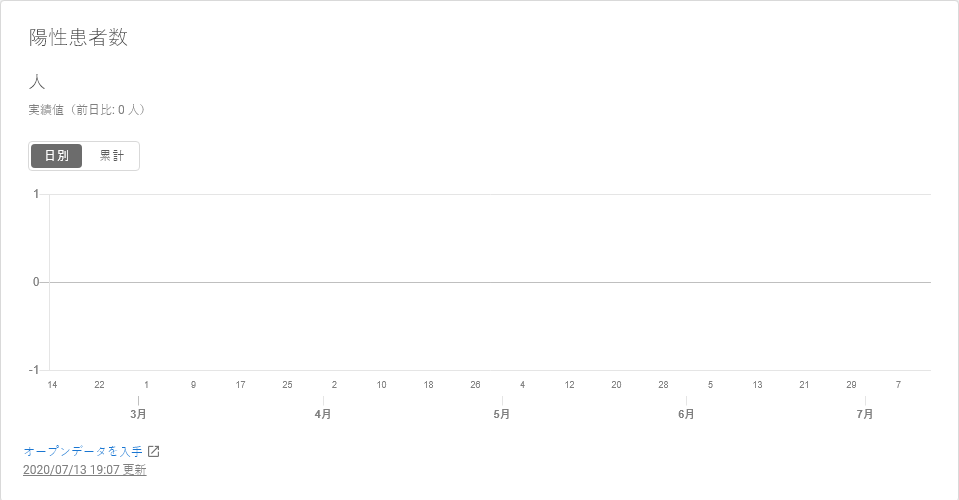 陽性患者数
人
実績値（前日比: 0 人）
日別 累計
1
0
-1
14 22 1 9 17 25 2 10 18 26 4 12 20 28 5 13 21 29 7
3月 4月 5月 6月 7月
オープンデータを入手
2020/07/13 19:07 更新